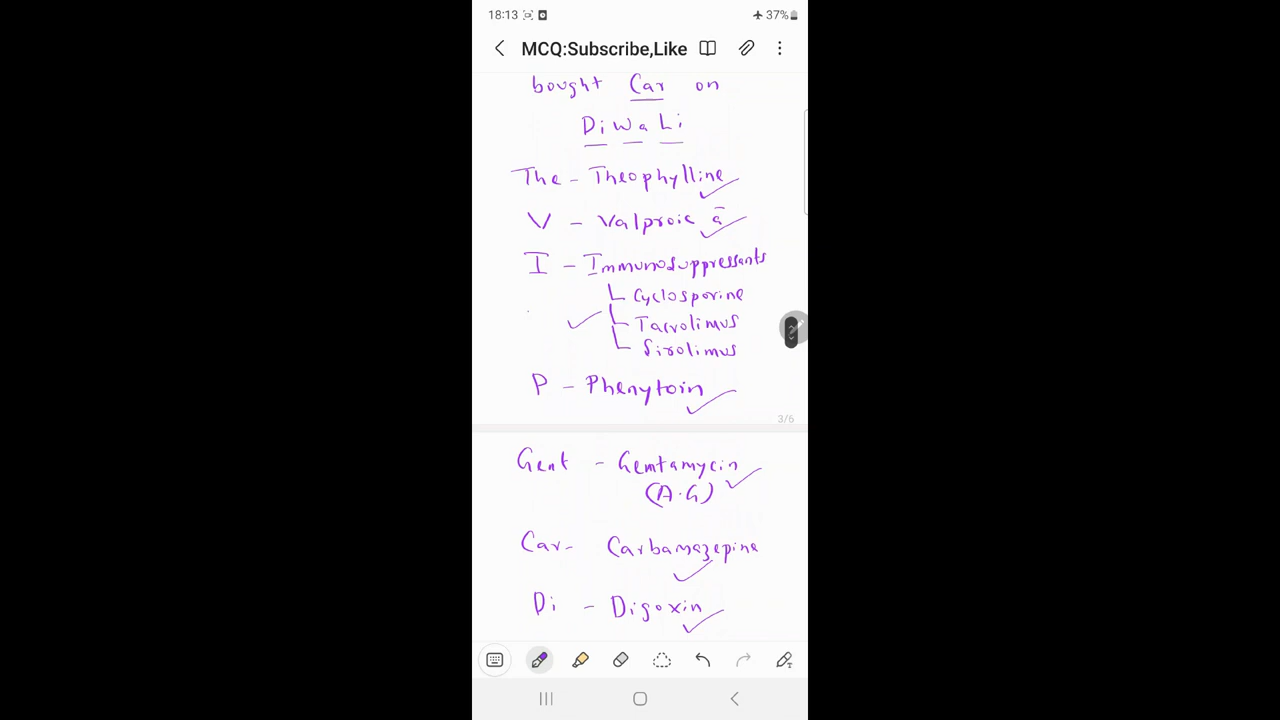 18:13 37%
MCQ:Subscribe,Like
bought Car on
DiWaLi
The - Theophylline
V - Valproic a
I - Immunosuppressants
Cyclosporine
Tacrolimus
Sirolimus
P - Phenytoin
3/6
Gent - Gentamycin
(A.G)
Car- Carbamazepine
Di - Digoxin